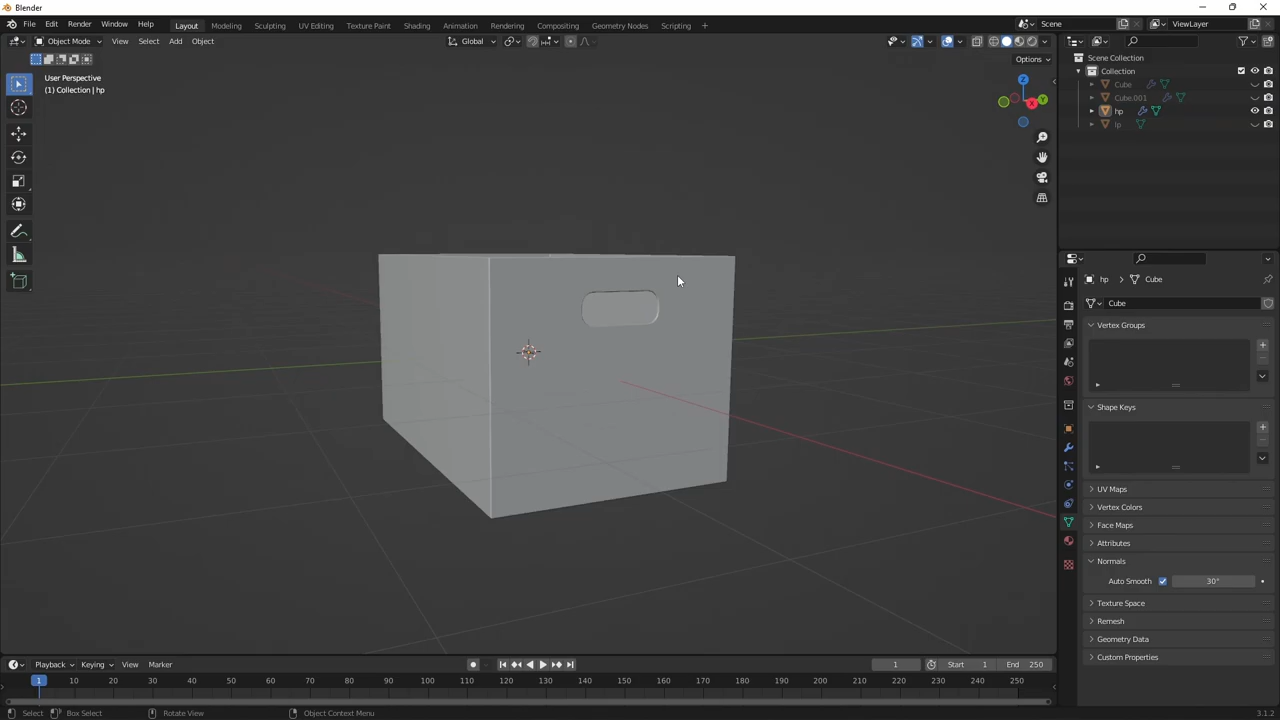 Blender
File Edit Render Window Help Layout Modeling Sculpting UV Editing Texture Paint Shading Animation Rendering Compositing Geometry Nodes Scripting + Scene ViewLayer
Object Mode View Select Add Object Global
Options
User Perspective
(1) Collection | hp
Z
Y
X
Scene Collection
Collection
Cube
Cube.001
hp
lp
hp > Cube
Cube
Vertex Groups
Shape Keys
UV Maps
Vertex Colors
Face Maps
Attributes
Normals
Auto Smooth 30°
Texture Space
Remesh
Geometry Data
Custom Properties
Playback Keying View Marker 1 Start 1 End 250
1 10 20 30 40 50 60 70 80 90 100 110 120 130 140 150 160 170 180 190 200 210 220 230 240 250
Select Box Select Rotate View Object Context Menu 3.1.2